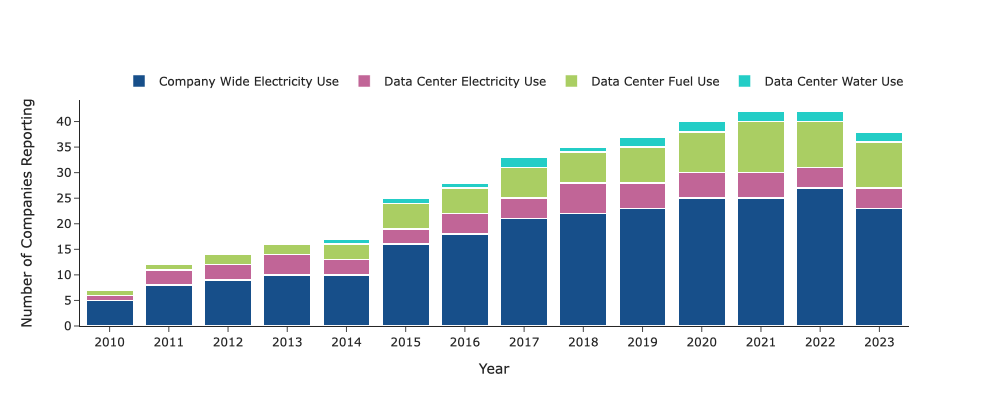 Company Wide Electricity Use Data Center Electricity Use Data Center Fuel Use Data Center Water Use
Number of Companies Reporting
40
35
30
25
20
15
10
5
0
2010 2011 2012 2013 2014 2015 2016 2017 2018 2019 2020 2021 2022 2023
Year